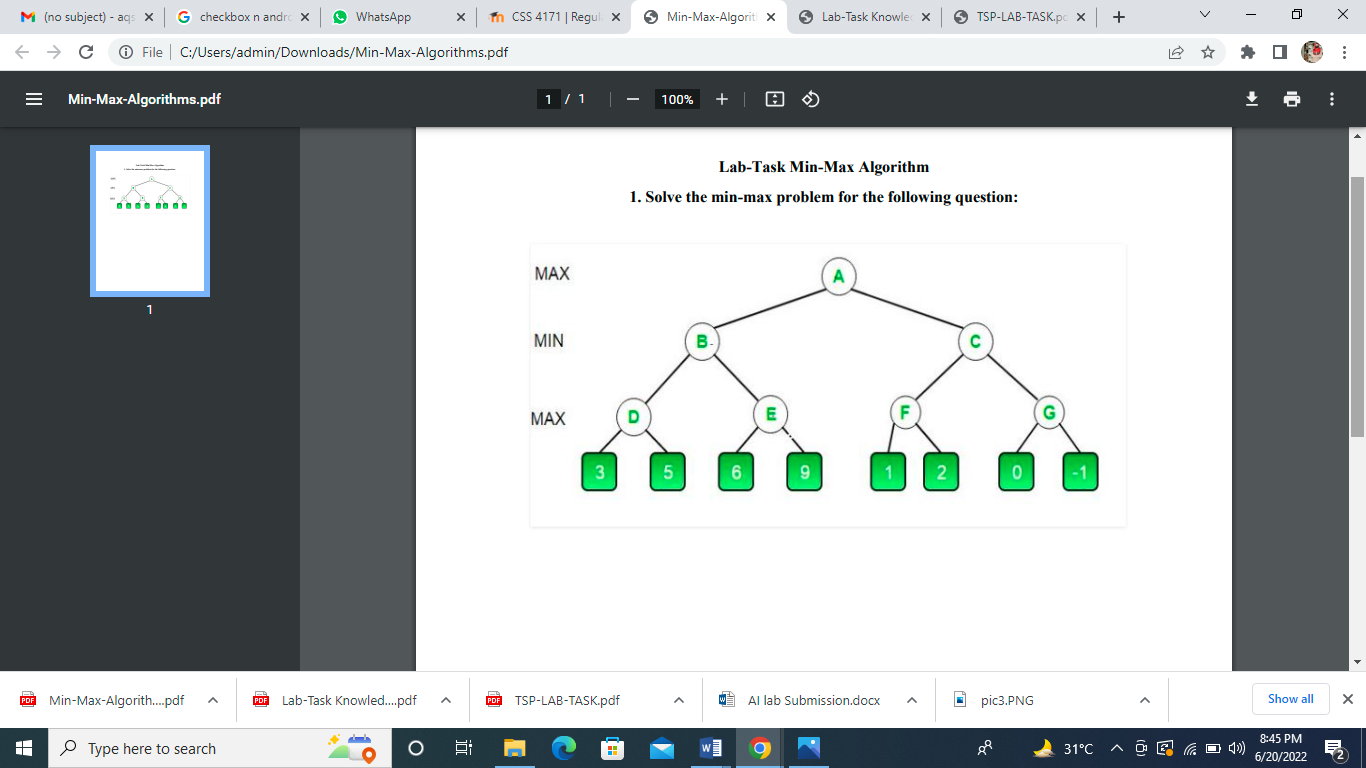 (no subject) - aqs
checkbox n andro
WhatsApp
CSS 4171 | Regul
Min-Max-Algorit
Lab-Task Knowle
TSP-LAB-TASK.pd
File | C:/Users/admin/Downloads/Min-Max-Algorithms.pdf
Min-Max-Algorithms.pdf
1 / 1
100%
Lab-Task Min-Max Algorithm
1. Solve the min-max problem for the following question:
MAX
A
MIN
B
C
MAX
D
E
F
G
3 5 6 9 1 2 0 -1
1
Min-Max-Algorith....pdf
Lab-Task Knowled....pdf
TSP-LAB-TASK.pdf
AI lab Submission.docx
pic3.PNG
Show all
Type here to search
31°C
8:45 PM
6/20/2022
2